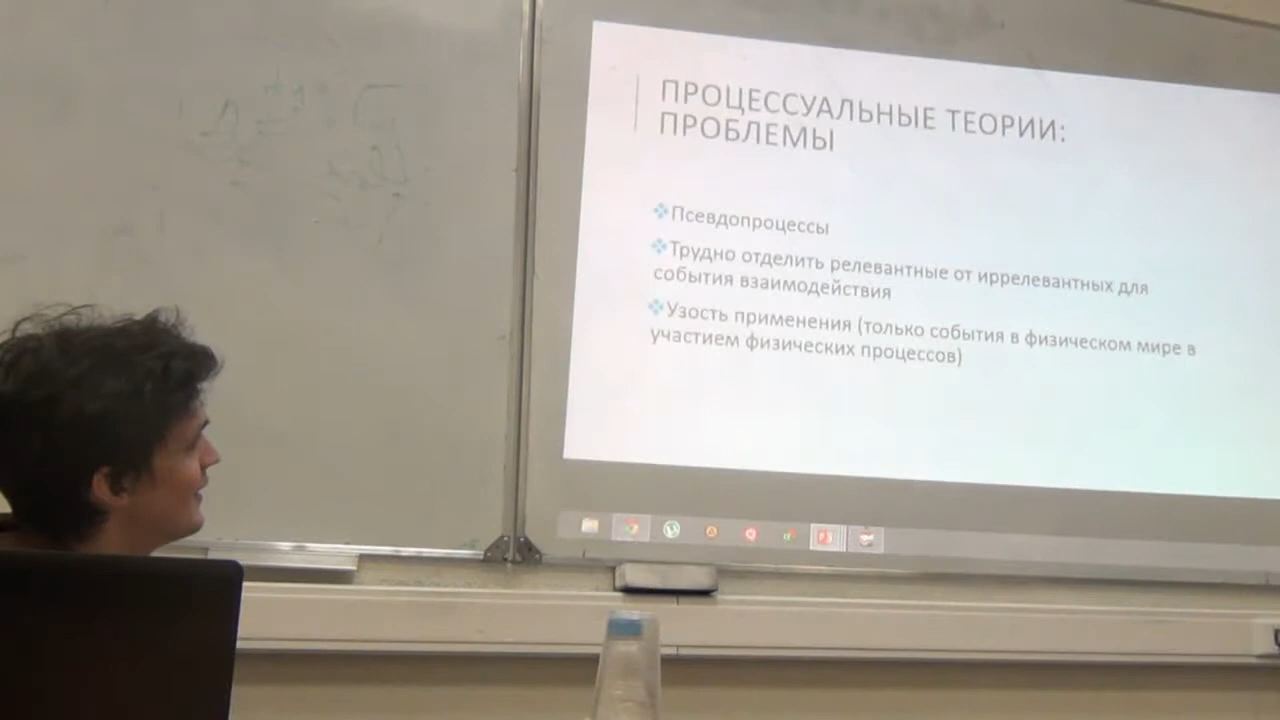 ПРОЦЕССУАЛЬНЫЕ ТЕОРИИ:
ПРОБЛЕМЫ
Псевдопроцессы
Трудно отделить релевантные от иррелевантных для
события взаимодействия
Узость применения (только события в физическом мире в
участием физических процессов)